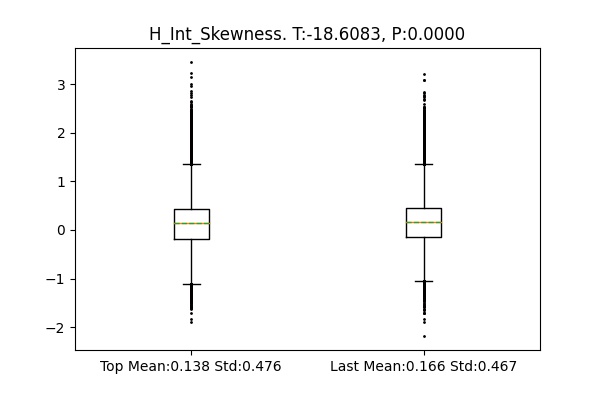 H_Int_Skewness. T:-18.6083, P:0.0000
3
2
1
0
−1
−2
Top Mean:0.138 Std:0.476
Last Mean:0.166 Std:0.467